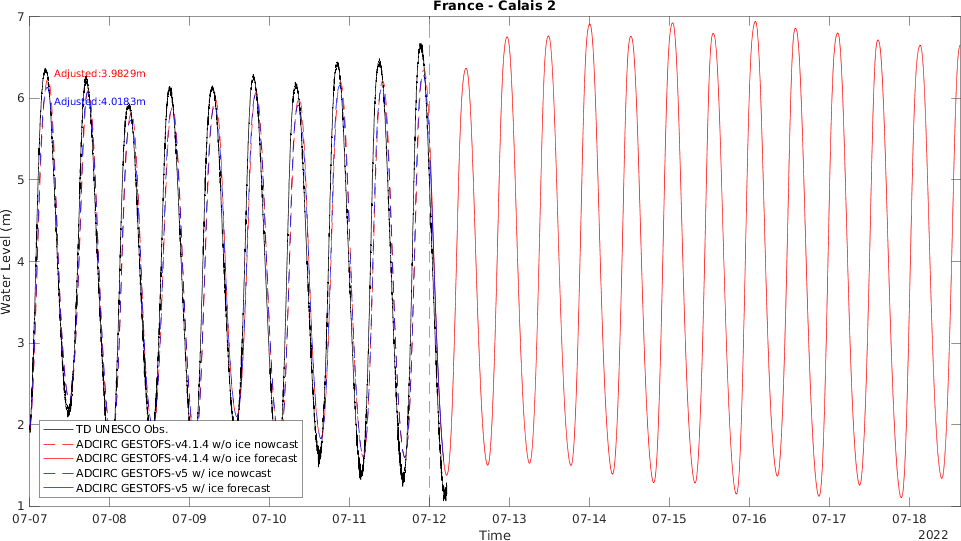 France - Calais 2
7
6
5
4
3
2
1
Water Level (m)
Adjusted:3.9829m
Adjusted:4.0183m
TD UNESCO Obs.
ADCIRC GESTOFS-v4.1.4 w/o ice nowcast
ADCIRC GESTOFS-v4.1.4 w/o ice forecast
ADCIRC GESTOFS-v5 w/ ice nowcast
ADCIRC GESTOFS-v5 w/ ice forecast
07-07 07-08 07-09 07-10 07-11 07-12 07-13 07-14 07-15 07-16 07-17 07-18
Time
2022